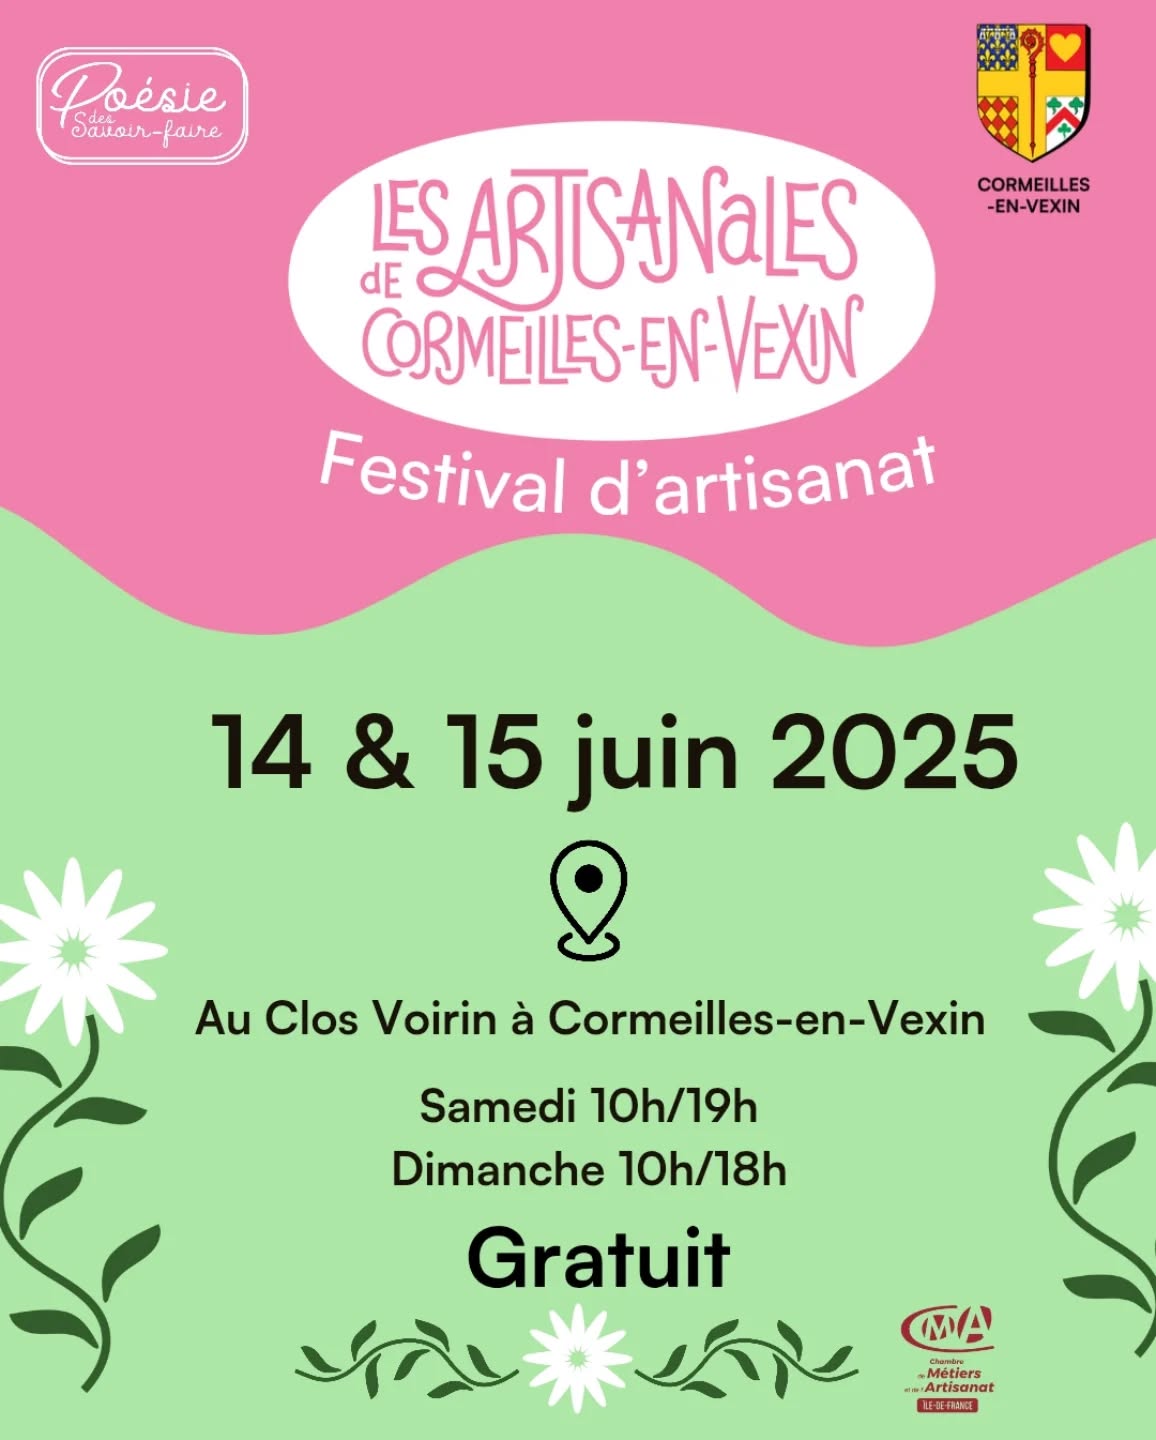 Poésie
des
Savoir-faire
CORMEILLES
-EN-VEXIN
LES ARTISANaLES
dE
CORMEILLES-EN-VEXIN
Festival d'artisanat
14 & 15 juin 2025
Au Clos Voirin à Cormeilles-en-Vexin
Samedi 10h/19h
Dimanche 10h/18h
Gratuit
CMA
Chambre
de Métiers
et de l'Artisanat
ÎLE-DE-FRANCE